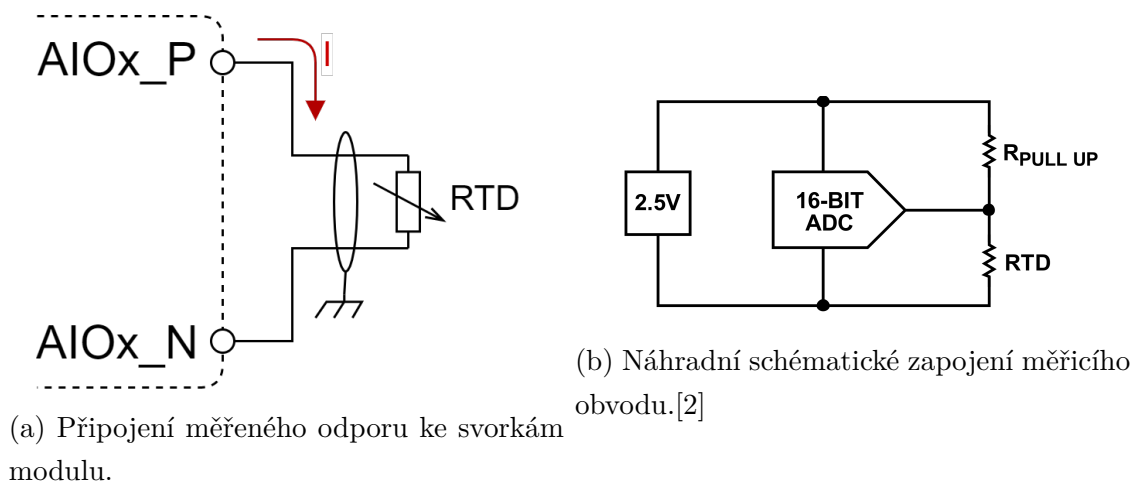 AIOx_P
I
RTD
AIOx_N
(a) Připojení měřeného odporu ke svorkám
modulu.
2.5V
16-BIT
ADC
RPULL UP
RTD
(b) Náhradní schématické zapojení měřicího
obvodu.[2]